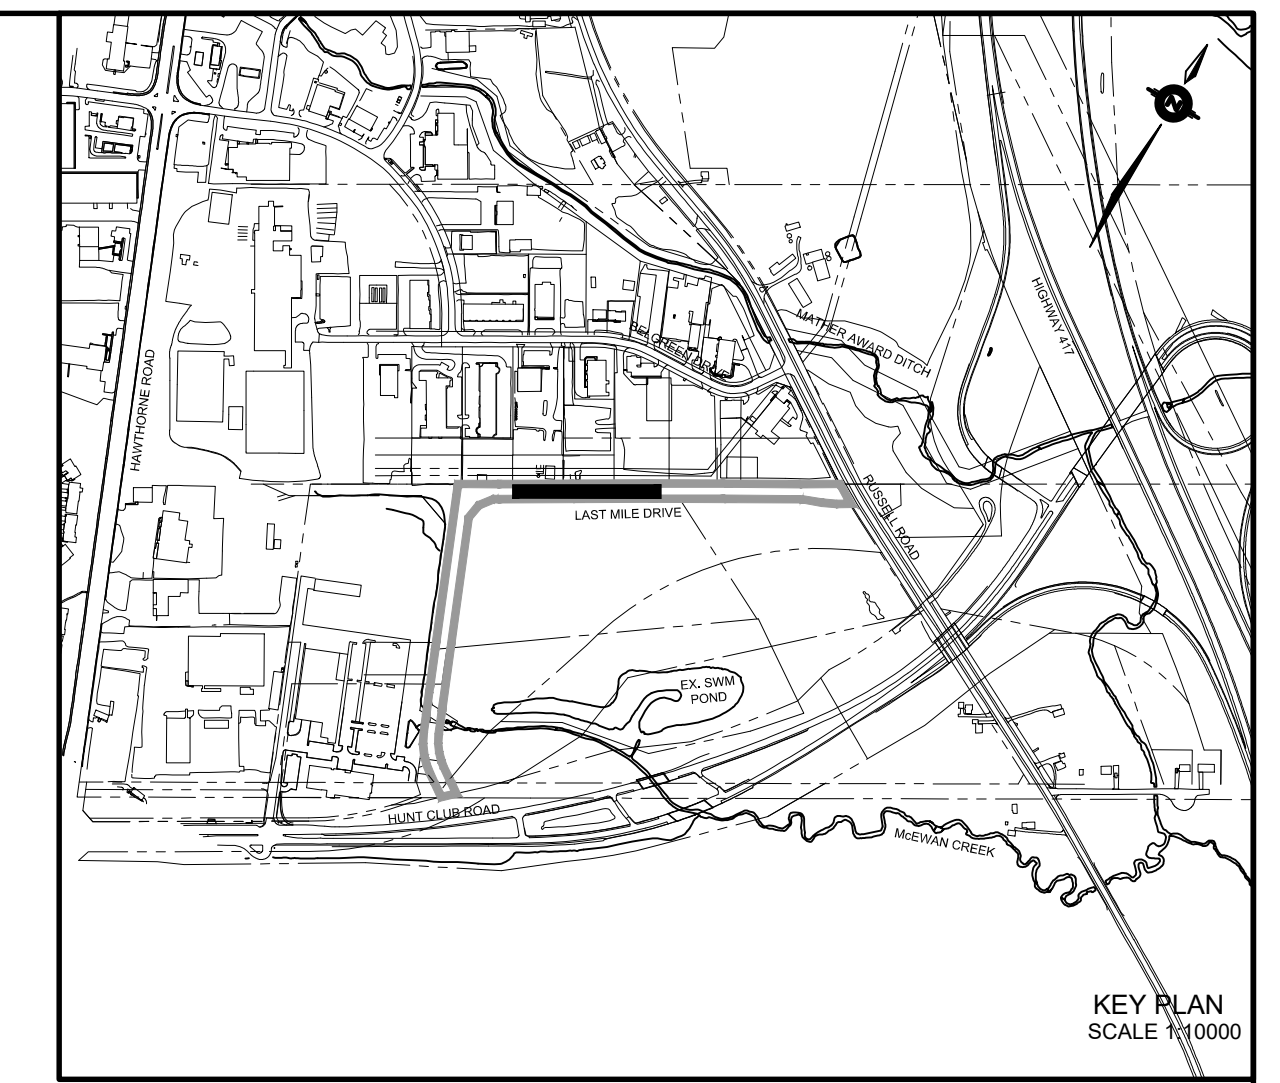 N
HIGHWAY 417
MATHER AWARD DITCH
BELGREEN DRIVE
HAWTHORNE ROAD
RUSSELL ROAD
LAST MILE DRIVE
EX. SWM
POND
HUNT CLUB ROAD
McEWAN CREEK
KEY PLAN
SCALE 1:10000